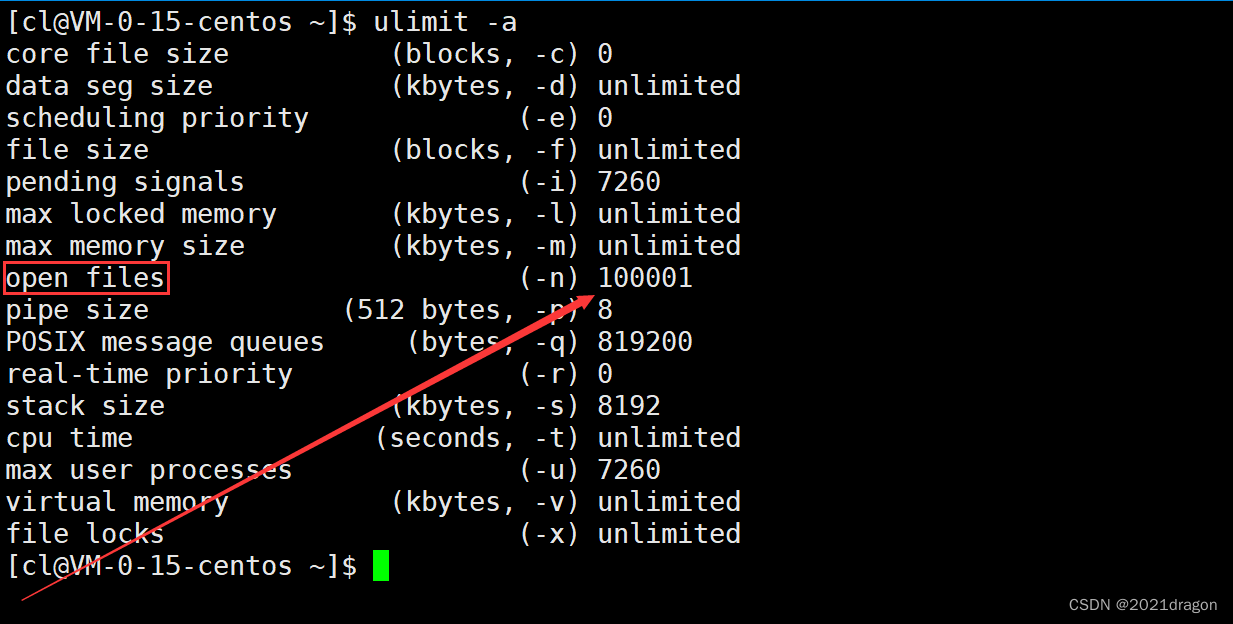 [cl@VM-0-15-centos ~]$ ulimit -a
core file size          (blocks, -c) 0
data seg size           (kbytes, -d) unlimited
scheduling priority             (-e) 0
file size               (blocks, -f) unlimited
pending signals                 (-i) 7260
max locked memory       (kbytes, -l) unlimited
max memory size         (kbytes, -m) unlimited
open files                      (-n) 100001
pipe size            (512 bytes, -p) 8
POSIX message queues     (bytes, -q) 819200
real-time priority              (-r) 0
stack size              (kbytes, -s) 8192
cpu time               (seconds, -t) unlimited
max user processes              (-u) 7260
virtual memory          (kbytes, -v) unlimited
file locks                      (-x) unlimited
[cl@VM-0-15-centos ~]$
CSDN @2021dragon